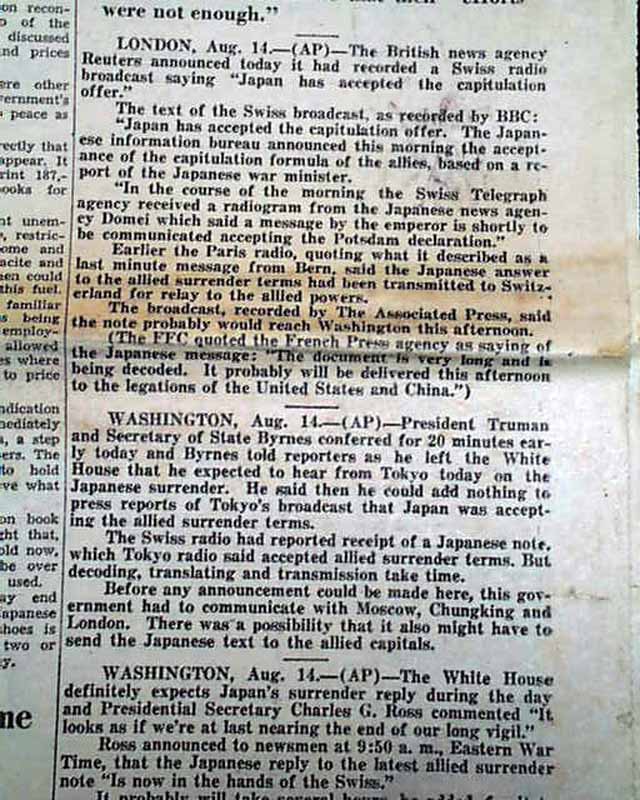 were not enough."
LONDON, Aug. 14.—(AP)—The British news agency
Reuters announced today it had recorded a Swiss radio
broadcast saying "Japan has accepted the capitulation
offer."
The text of the Swiss broadcast, as recorded by BBC:
"Japan has accepted the capitulation offer. The Japan-
ese information bureau announced this morning the accept-
ance of the capitulation formula of the allies, based on a re-
port of the Japanese war minister.
"In the course of the morning the Swiss Telegraph
agency received a radiogram from the Japanese news agen-
cy Domei which said a message by the emperor is shortly to
be communicated accepting the Potsdam declaration."
Earlier the Paris radio, quoting what it described as a
last minute message from Bern, said the Japanese answer
to the allied surrender terms had been transmitted to Switz-
erland for relay to the allied powers.
The broadcast, recorded by The Associated Press, said
the note probably would reach Washington this afternoon.
(The FFC quoted the French Press agency as saying of
the Japanese message: "The document is very long and is
being decoded. It probably will be delivered this afternoon
to the legations of the United States and China.")
WASHINGTON, Aug. 14.—(AP)—President Truman
and Secretary of State Byrnes conferred for 20 minutes ear-
ly today and Byrnes told reporters as he left the White
House that he expected to hear from Tokyo today on the
Japanese surrender. He said then he could add nothing to
press reports of Tokyo's broadcast that Japan was accept-
ing the allied surrender terms.
The Swiss radio had reported receipt of a Japanese note,
which Tokyo radio said accepted allied surrender terms. But
decoding, translating and transmission take time.
Before any announcement could be made here, this gov-
ernment had to communicate with Moscow, Chungking and
London. There was a possibility that it also might have to
send the Japanese text to the allied capitals.
WASHINGTON, Aug. 14.—(AP)—The White House
definitely expects Japan's surrender reply during the day
and Presidential Secretary Charles G. Ross commented "It
looks as if we're at last nearing the end of our long vigil."
Ross announced to newsmen at 9:50 a. m., Eastern War
Time, that the Japanese reply to the latest allied surrender
note "Is now in the hands of the Swiss."